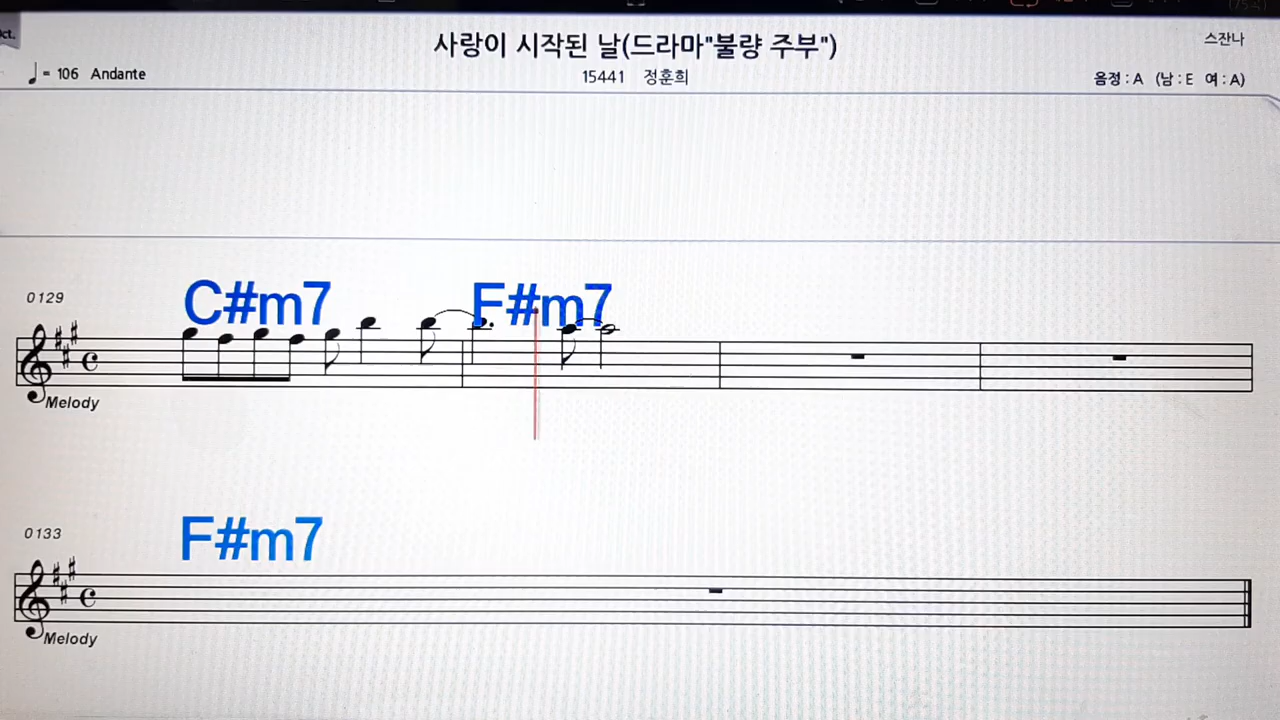 사랑이 시작된 날(드라마"불량 주부")
스잔나
♩= 106 Andante
15441 정훈희
음정 : A (남 : E 여 : A)
0129
C#m7 F#m7
Melody
0133
F#m7
Melody